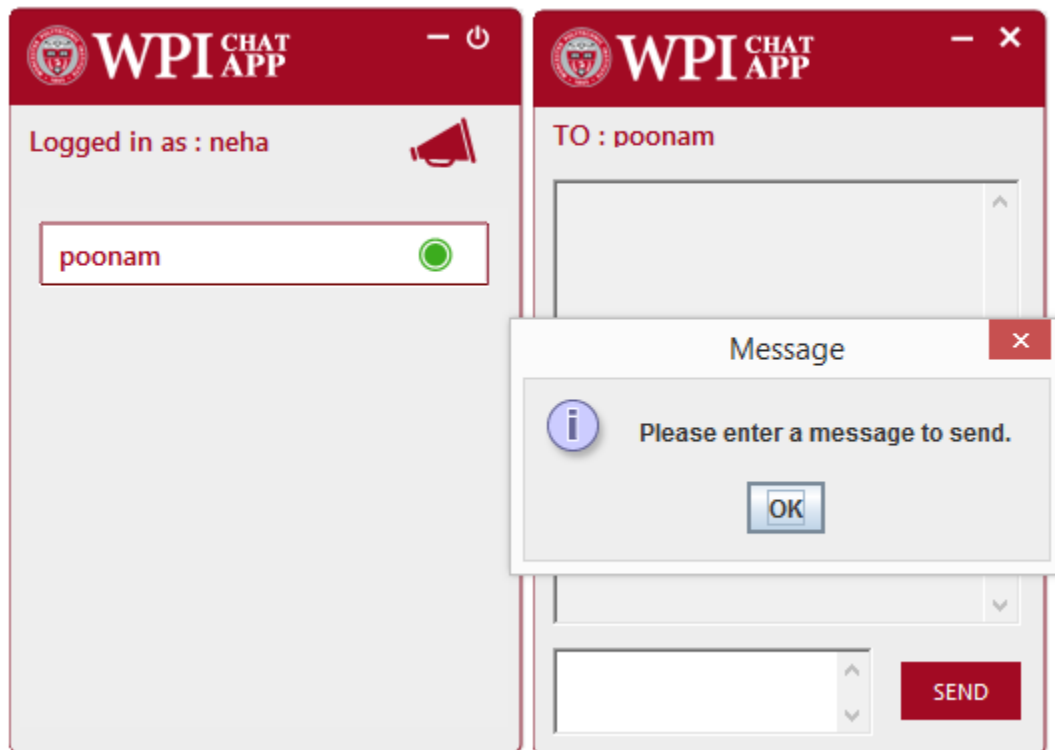 WPI CHAT APP
Logged in as : neha
poonam
WPI CHAT APP
TO : poonam
Message
Please enter a message to send.
OK
SEND